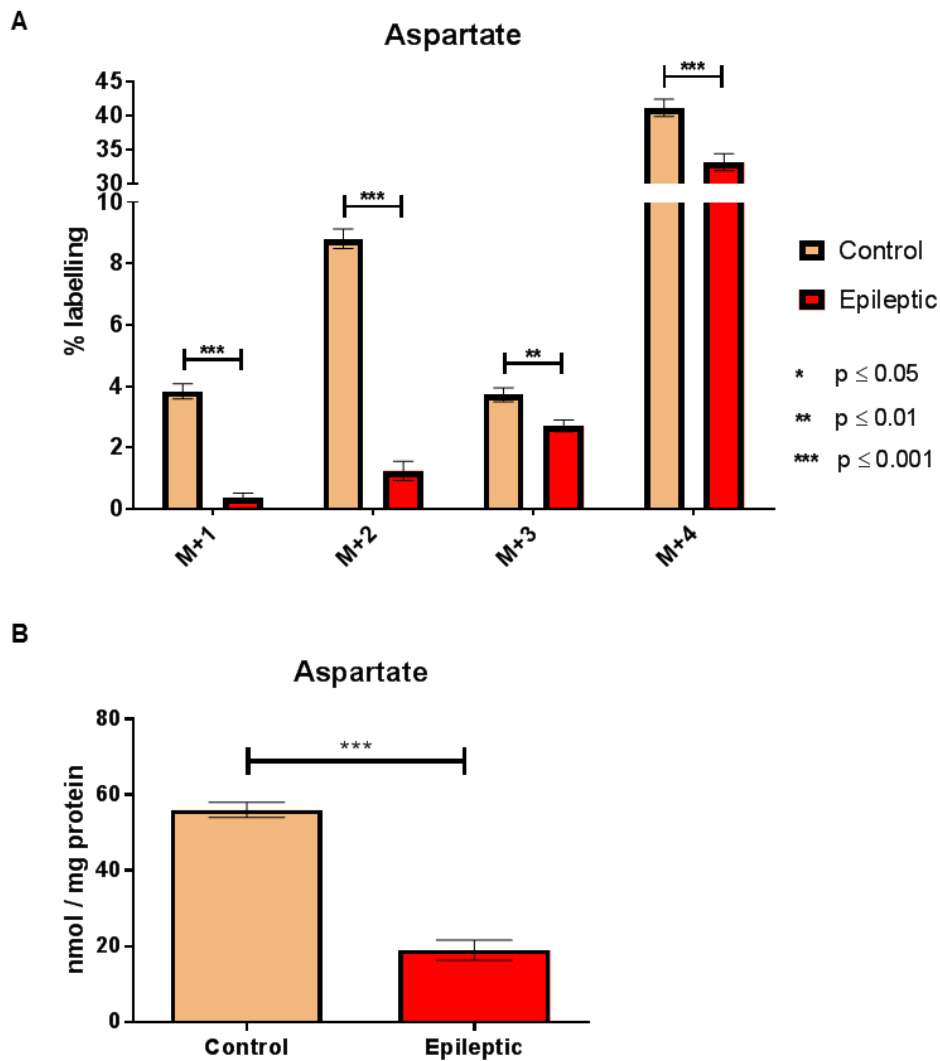 A
Aspartate
45
40
35
30
10
8
6
4
2
0
% labelling
***
***
**
***
M+1
M+2
M+3
M+4
Control
Epileptic
* p ≤ 0.05
** p ≤ 0.01
*** p ≤ 0.001
B
Aspartate
80
60
40
20
0
nmol / mg protein
***
Control
Epileptic